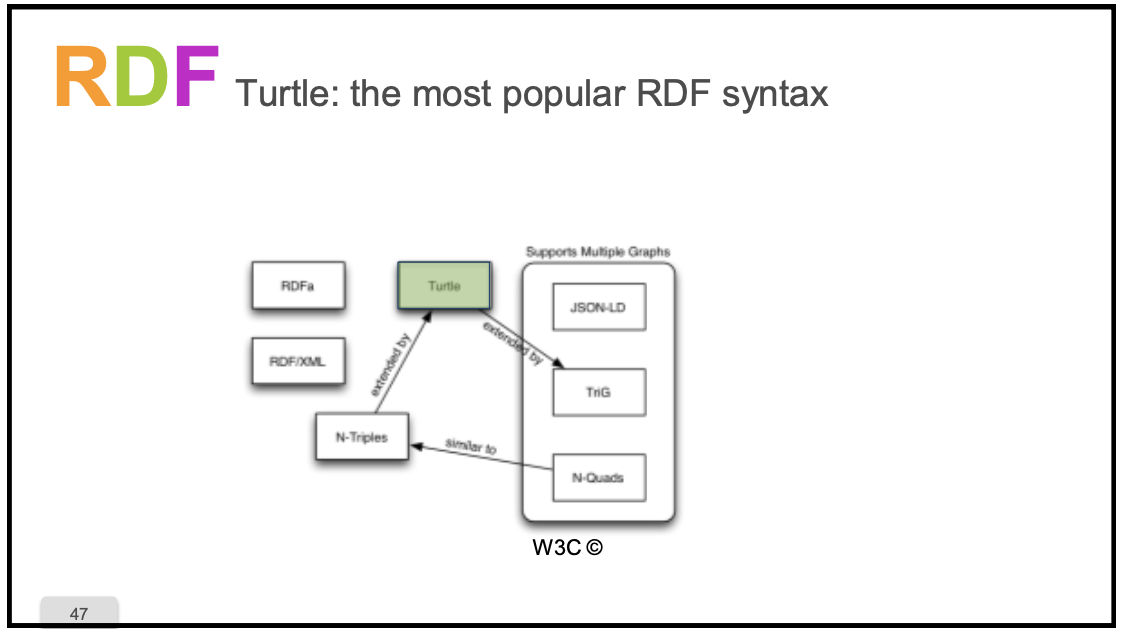 RDF Turtle: the most popular RDF syntax
Supports Multiple Graphs
RDFa
Turtle
JSON-LD
extended by
extended by
RDF/XML
TriG
N-Triples
similar to
N-Quads
W3C ©
47